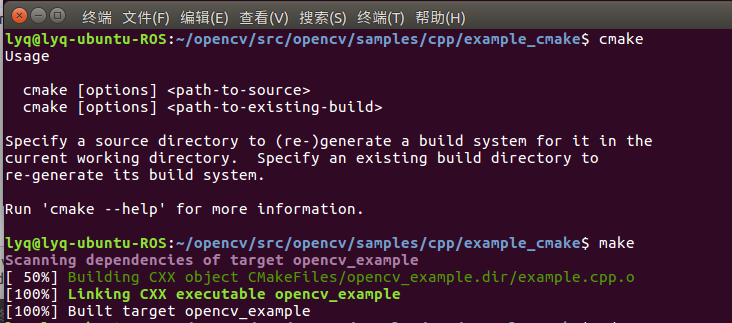 终端 文件(F) 编辑(E) 查看(V) 搜索(S) 终端(T) 帮助(H)
lyq@lyq-ubuntu-ROS:~/opencv/src/opencv/samples/cpp/example_cmake$ cmake
Usage

  cmake [options] <path-to-source>
  cmake [options] <path-to-existing-build>

Specify a source directory to (re-)generate a build system for it in the
current working directory.  Specify an existing build directory to
re-generate its build system.

Run 'cmake --help' for more information.

lyq@lyq-ubuntu-ROS:~/opencv/src/opencv/samples/cpp/example_cmake$ make
Scanning dependencies of target opencv_example
[ 50%] Building CXX object CMakeFiles/opencv_example.dir/example.cpp.o
[100%] Linking CXX executable opencv_example
[100%] Built target opencv_example